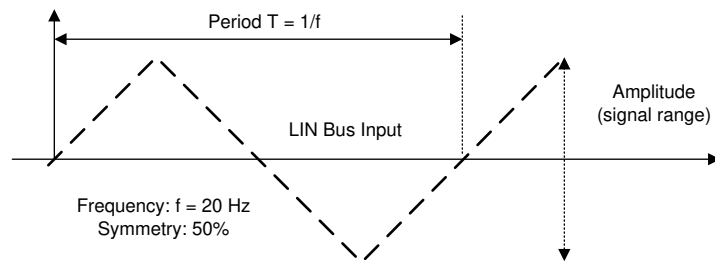 Period T = 1/f
Amplitude
(signal range)
LIN Bus Input
Frequency: f = 20 Hz
Symmetry: 50%